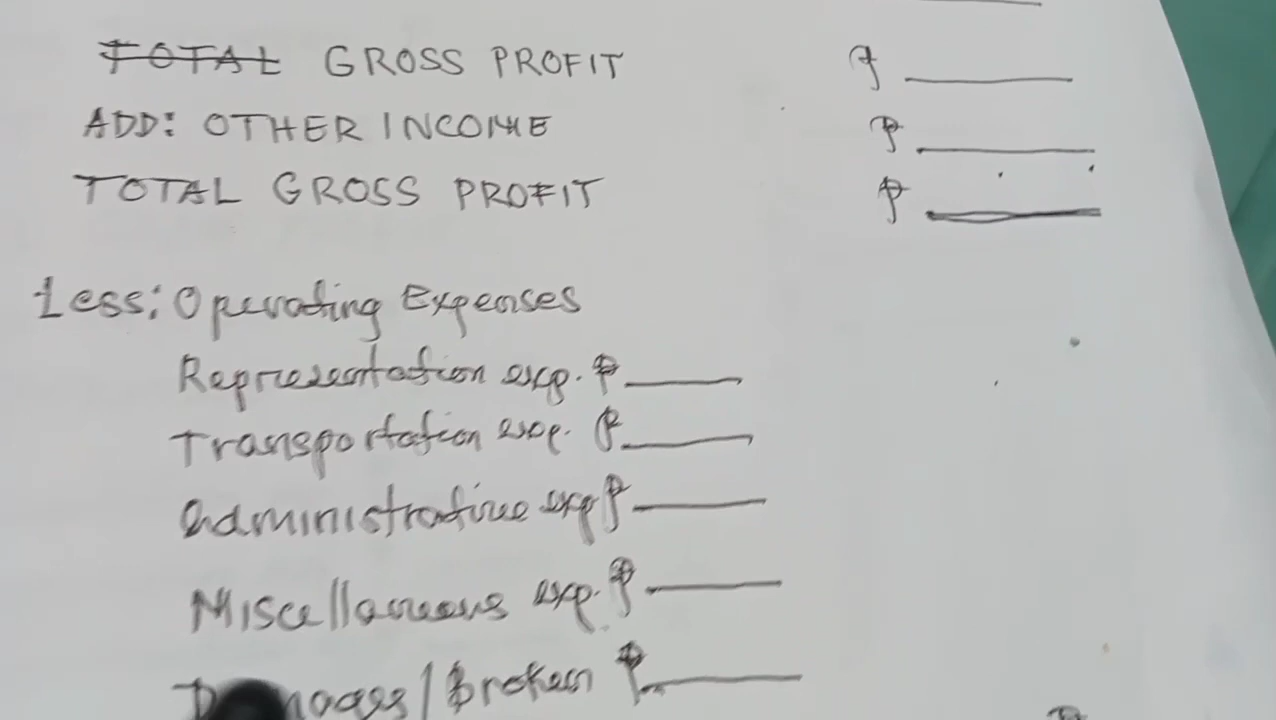 TOTAL GROSS PROFIT ₱
ADD: OTHER INCOME ₱
TOTAL GROSS PROFIT ₱
Less: Operating Expenses
Representation exp. ₱
Transportation exp. ₱
Administrative exp ₱
Miscellaneous exp. ₱
/Broken ₱